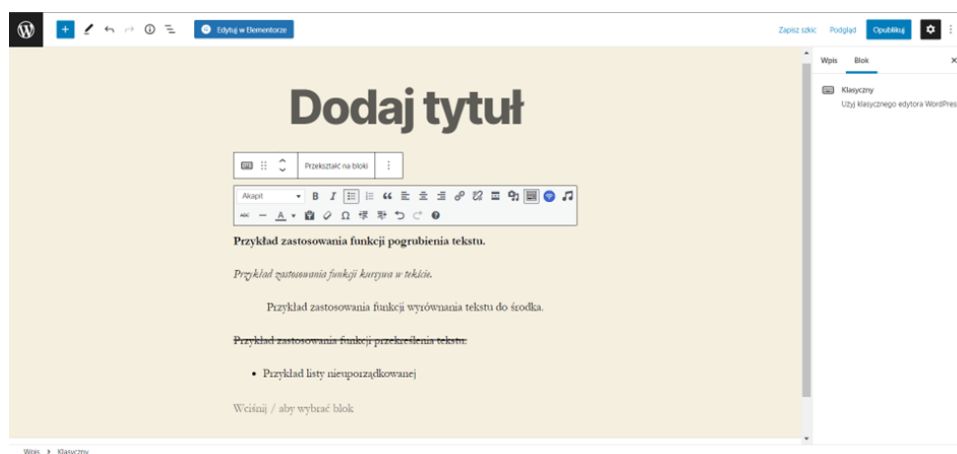 Edytuj w Elementorze
Zapisz szkic Podgląd Opublikuj
Wpis Blok
Klasyczny
Użyj klasycznego edytora WordPres
Dodaj tytuł
Przekształć na bloki
Akapit B I
ABC A Ω
Przykład zastosowania funkcji pogrubienia tekstu.
Przykład zastosowania funkcji kursywa w tekście.
Przykład zastosowania funkcji wyrównania tekstu do środka.
Przykład zastosowania funkcji przekreślenia tekstu.
• Przykład listy nieuporządkowanej
Wciśnij / aby wybrać blok
Wpis > Klasyczny